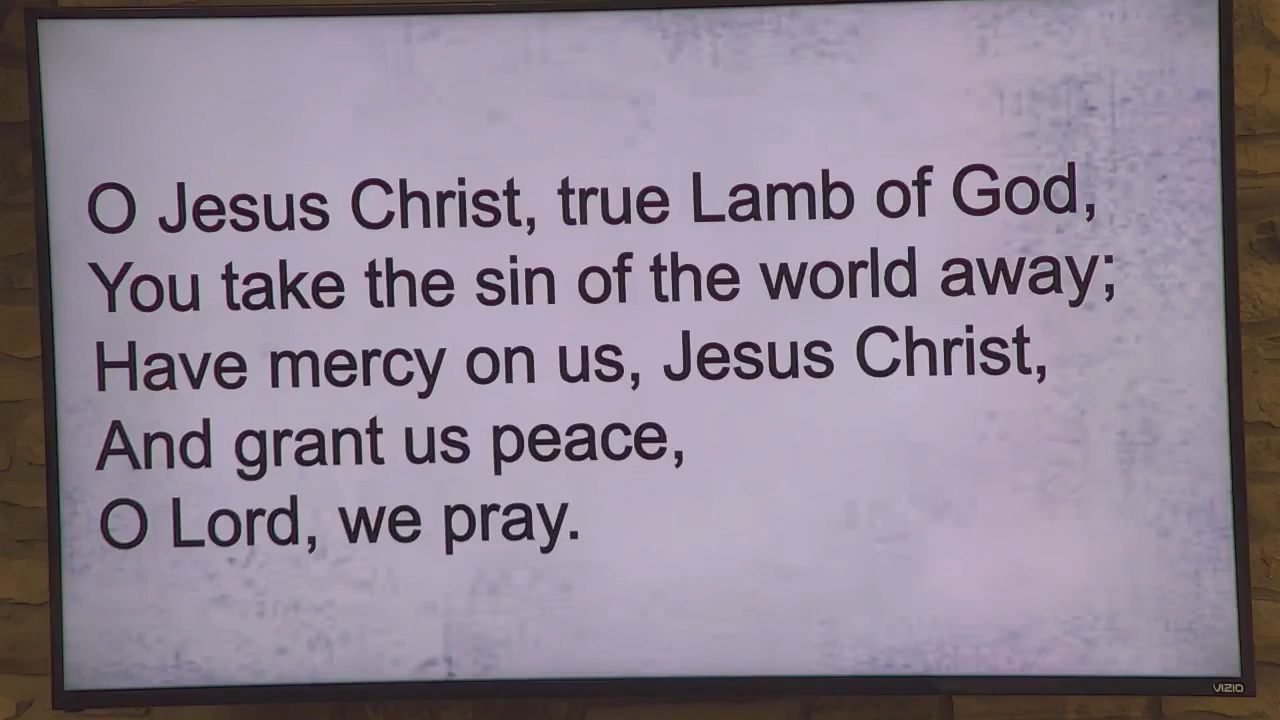 O Jesus Christ, true Lamb of God,
You take the sin of the world away;
Have mercy on us, Jesus Christ,
And grant us peace,
O Lord, we pray.
VIZIO